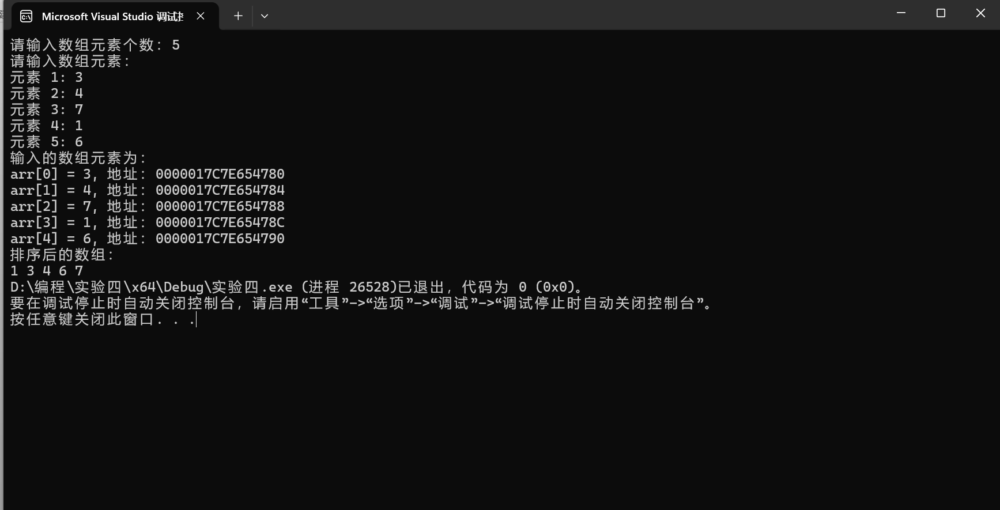 Microsoft Visual Studio 调试
请输入数组元素个数: 5
请输入数组元素:
元素 1: 3
元素 2: 4
元素 3: 7
元素 4: 1
元素 5: 6
输入的数组元素为:
arr[0] = 3, 地址: 0000017C7E654780
arr[1] = 4, 地址: 0000017C7E654784
arr[2] = 7, 地址: 0000017C7E654788
arr[3] = 1, 地址: 0000017C7E65478C
arr[4] = 6, 地址: 0000017C7E654790
排序后的数组:
1 3 4 6 7
D:\编程\实验四\x64\Debug\实验四.exe (进程 26528)已退出，代码为 0 (0x0)。
要在调试停止时自动关闭控制台，请启用“工具”->“选项”->“调试”->“调试停止时自动关闭控制台”。
按任意键关闭此窗口. . .